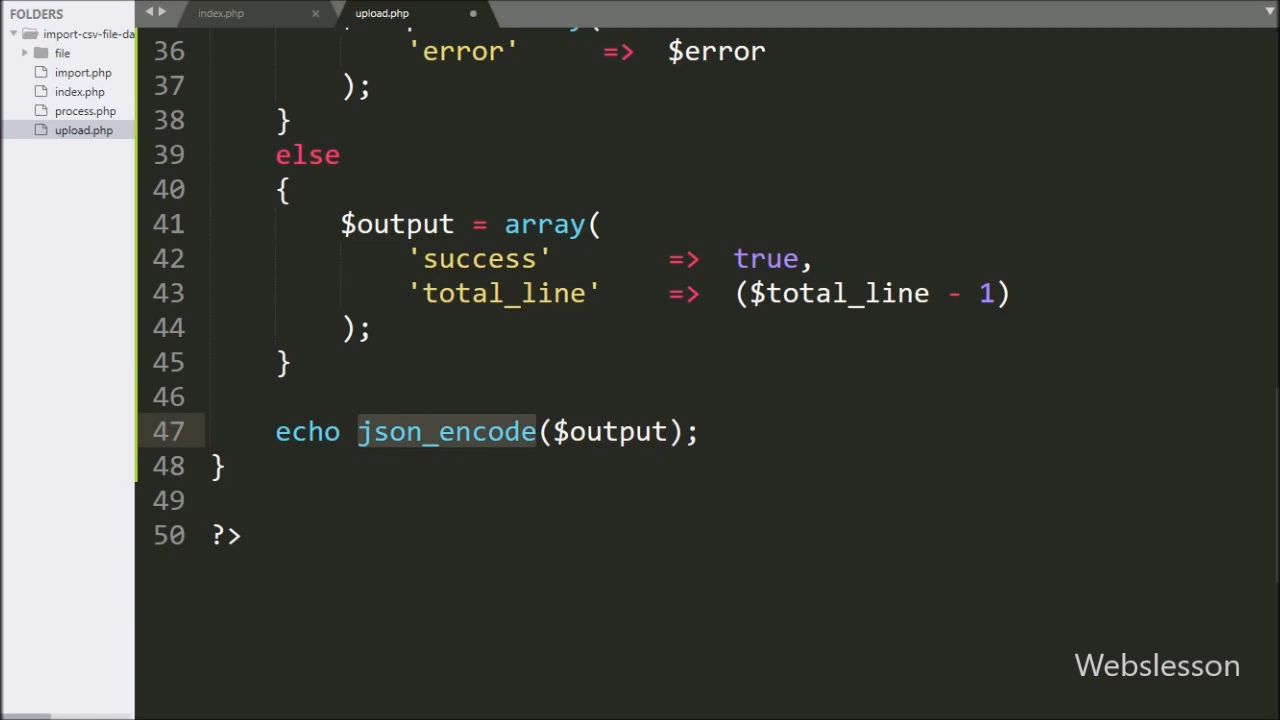 FOLDERS
import-csv-file-da
file
import.php
index.php
process.php
upload.php
index.php × upload.php
36 'error' => $error
37 );
38 }
39 else
40 {
41 $output = array(
42 'success' => true,
43 'total_line' => ($total_line - 1)
44 );
45 }
46
47 echo json_encode($output);
48 }
49
50 ?>
Webslesson